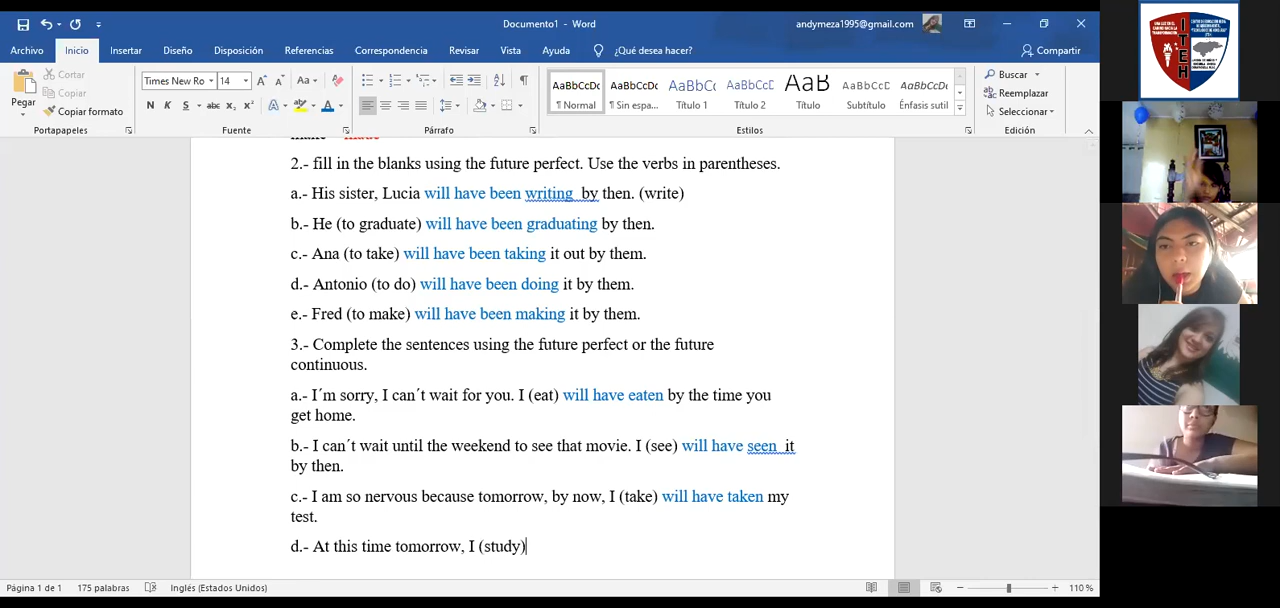 Documento1 - Word
andymeza1995@gmail.com
Archivo Inicio Insertar Diseño Disposición Referencias Correspondencia Revisar Vista Ayuda ¿Qué desea hacer? Compartir
Pegar
Cortar
Copiar
Copiar formato
Times New Ro 14
N K S abc x₂ x²
AaBbCcDc AaBbCcDc AaBbC AaBbCcD AaB AaBbCcD AaBbCcDc
¶ Normal ¶ Sin espa... Título 1 Título 2 Título Subtítulo Énfasis sutil
Buscar
Reemplazar
Seleccionar
Portapapeles Fuente Párrafo Estilos Edición
2.- fill in the blanks using the future perfect. Use the verbs in parentheses.
a.- His sister, Lucia will have been writing by then. (write)
b.- He (to graduate) will have been graduating by then.
c.- Ana (to take) will have been taking it out by them.
d.- Antonio (to do) will have been doing it by them.
e.- Fred (to make) will have been making it by them.
3.- Complete the sentences using the future perfect or the future
continuous.
a.- I´m sorry, I can´t wait for you. I (eat) will have eaten by the time you
get home.
b.- I can´t wait until the weekend to see that movie. I (see) will have seen it
by then.
c.- I am so nervous because tomorrow, by now, I (take) will have taken my
test.
d.- At this time tomorrow, I (study)
Página 1 de 1 175 palabras Inglés (Estados Unidos) 110 %
ITEH